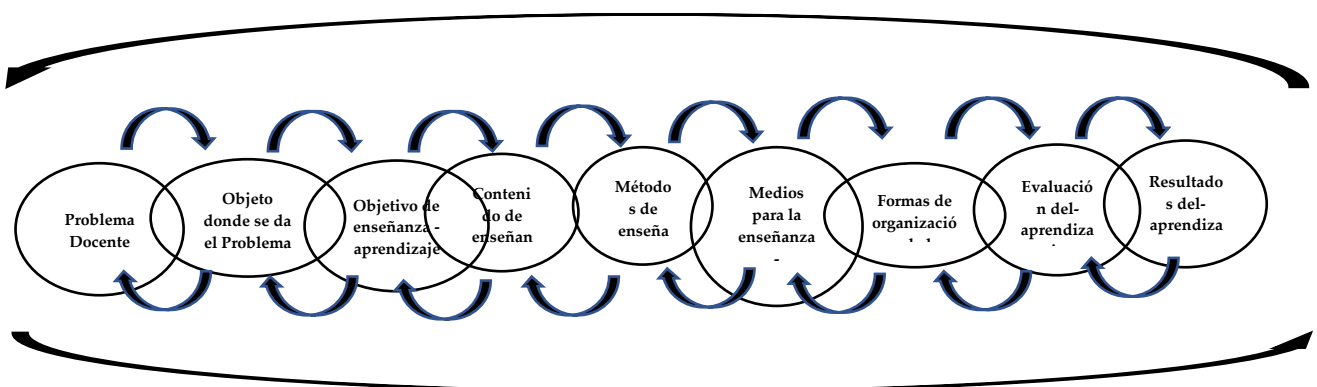 Problema
Docente
Objeto
donde se da
el Problema
Objetivo de
enseñanza -
aprendizaje
Conteni
do de
enseñan
Método
s de
enseña
Medios
para la
enseñanza
-
Formas de
organizació
Evaluació
n del-
aprendiza
Resultado
s del-
aprendiza